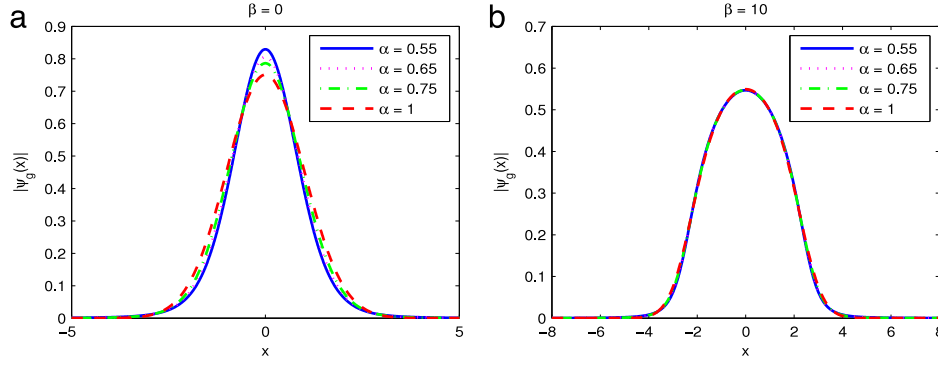 a
β = 0
0.9
0.8
0.7
0.6
0.5
0.4
0.3
0.2
0.1
0
|ψg(x)|
α = 0.55
α = 0.65
α = 0.75
α = 1
−5 0 5
x
b
β = 10
0.7
0.6
0.5
0.4
0.3
0.2
0.1
0
|ψg(x)|
α = 0.55
α = 0.65
α = 0.75
α = 1
−8 −6 −4 −2 0 2 4 6 8
x